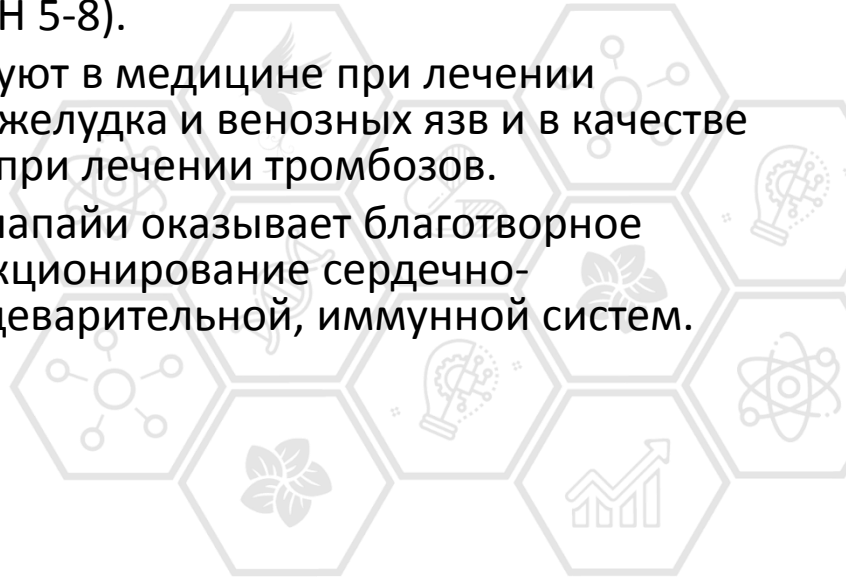 Н 5-8).
уют в медицине при лечении
желудка и венозных язв и в качестве
при лечении тромбозов.
папайи оказывает благотворное
кционирование сердечно-
цеварительной, иммунной систем.